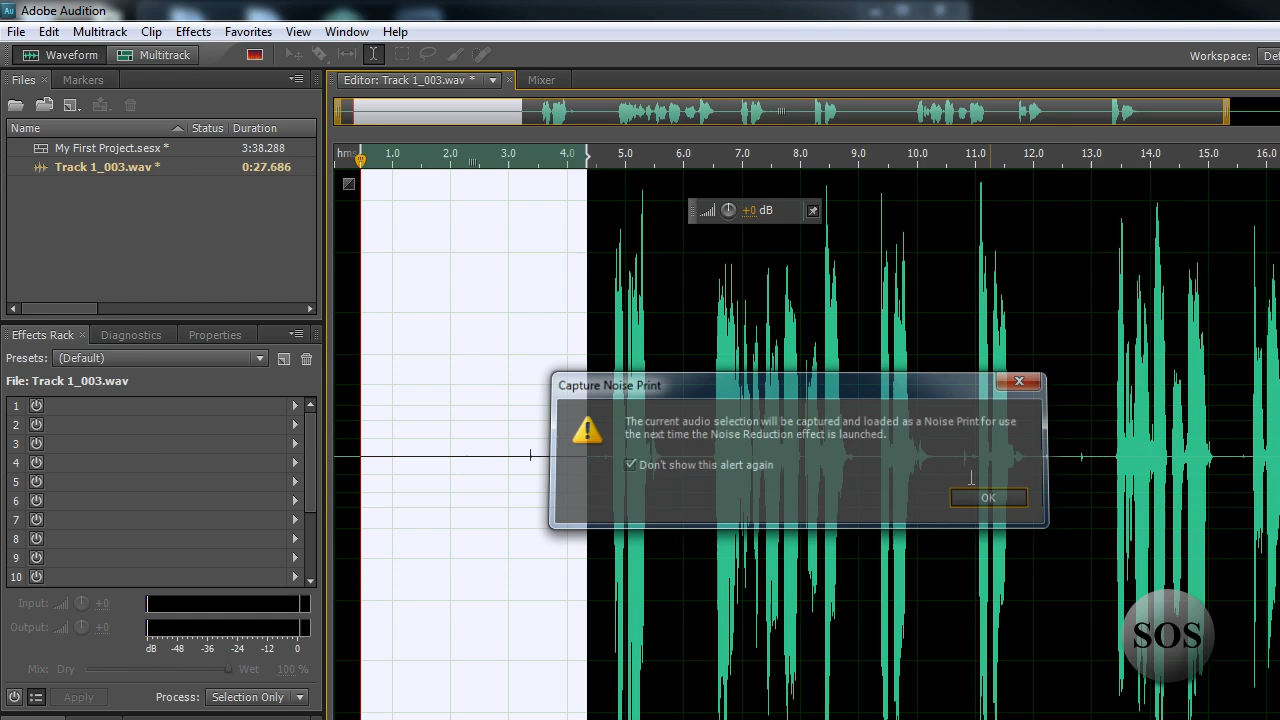 Au Adobe Audition
File Edit Multitrack Clip Effects Favorites View Window Help
Waveform Multitrack Workspace:
Files × Markers Editor: Track 1_003.wav * × Mixer
Name Status Duration
My First Project.sesx * 3:38.288
Track 1_003.wav * 0:27.686
hms 1.0 2.0 3.0 4.0 5.0 6.0 7.0 8.0 9.0 10.0 11.0 12.0 13.0 14.0 15.0 16.0
+0 dB
Effects Rack × Diagnostics Properties
Presets: (Default)
File: Track 1_003.wav
1
2
3
4
5
6
7
8
9
10
Capture Noise Print
The current audio selection will be captured and loaded as a Noise Print for use
the next time the Noise Reduction effect is launched.
Don't show this alert again
OK
Input: +0
Output: +0
dB -48 -36 -24 -12 0
Mix: Dry Wet 100 %
Apply Process: Selection Only
SOS